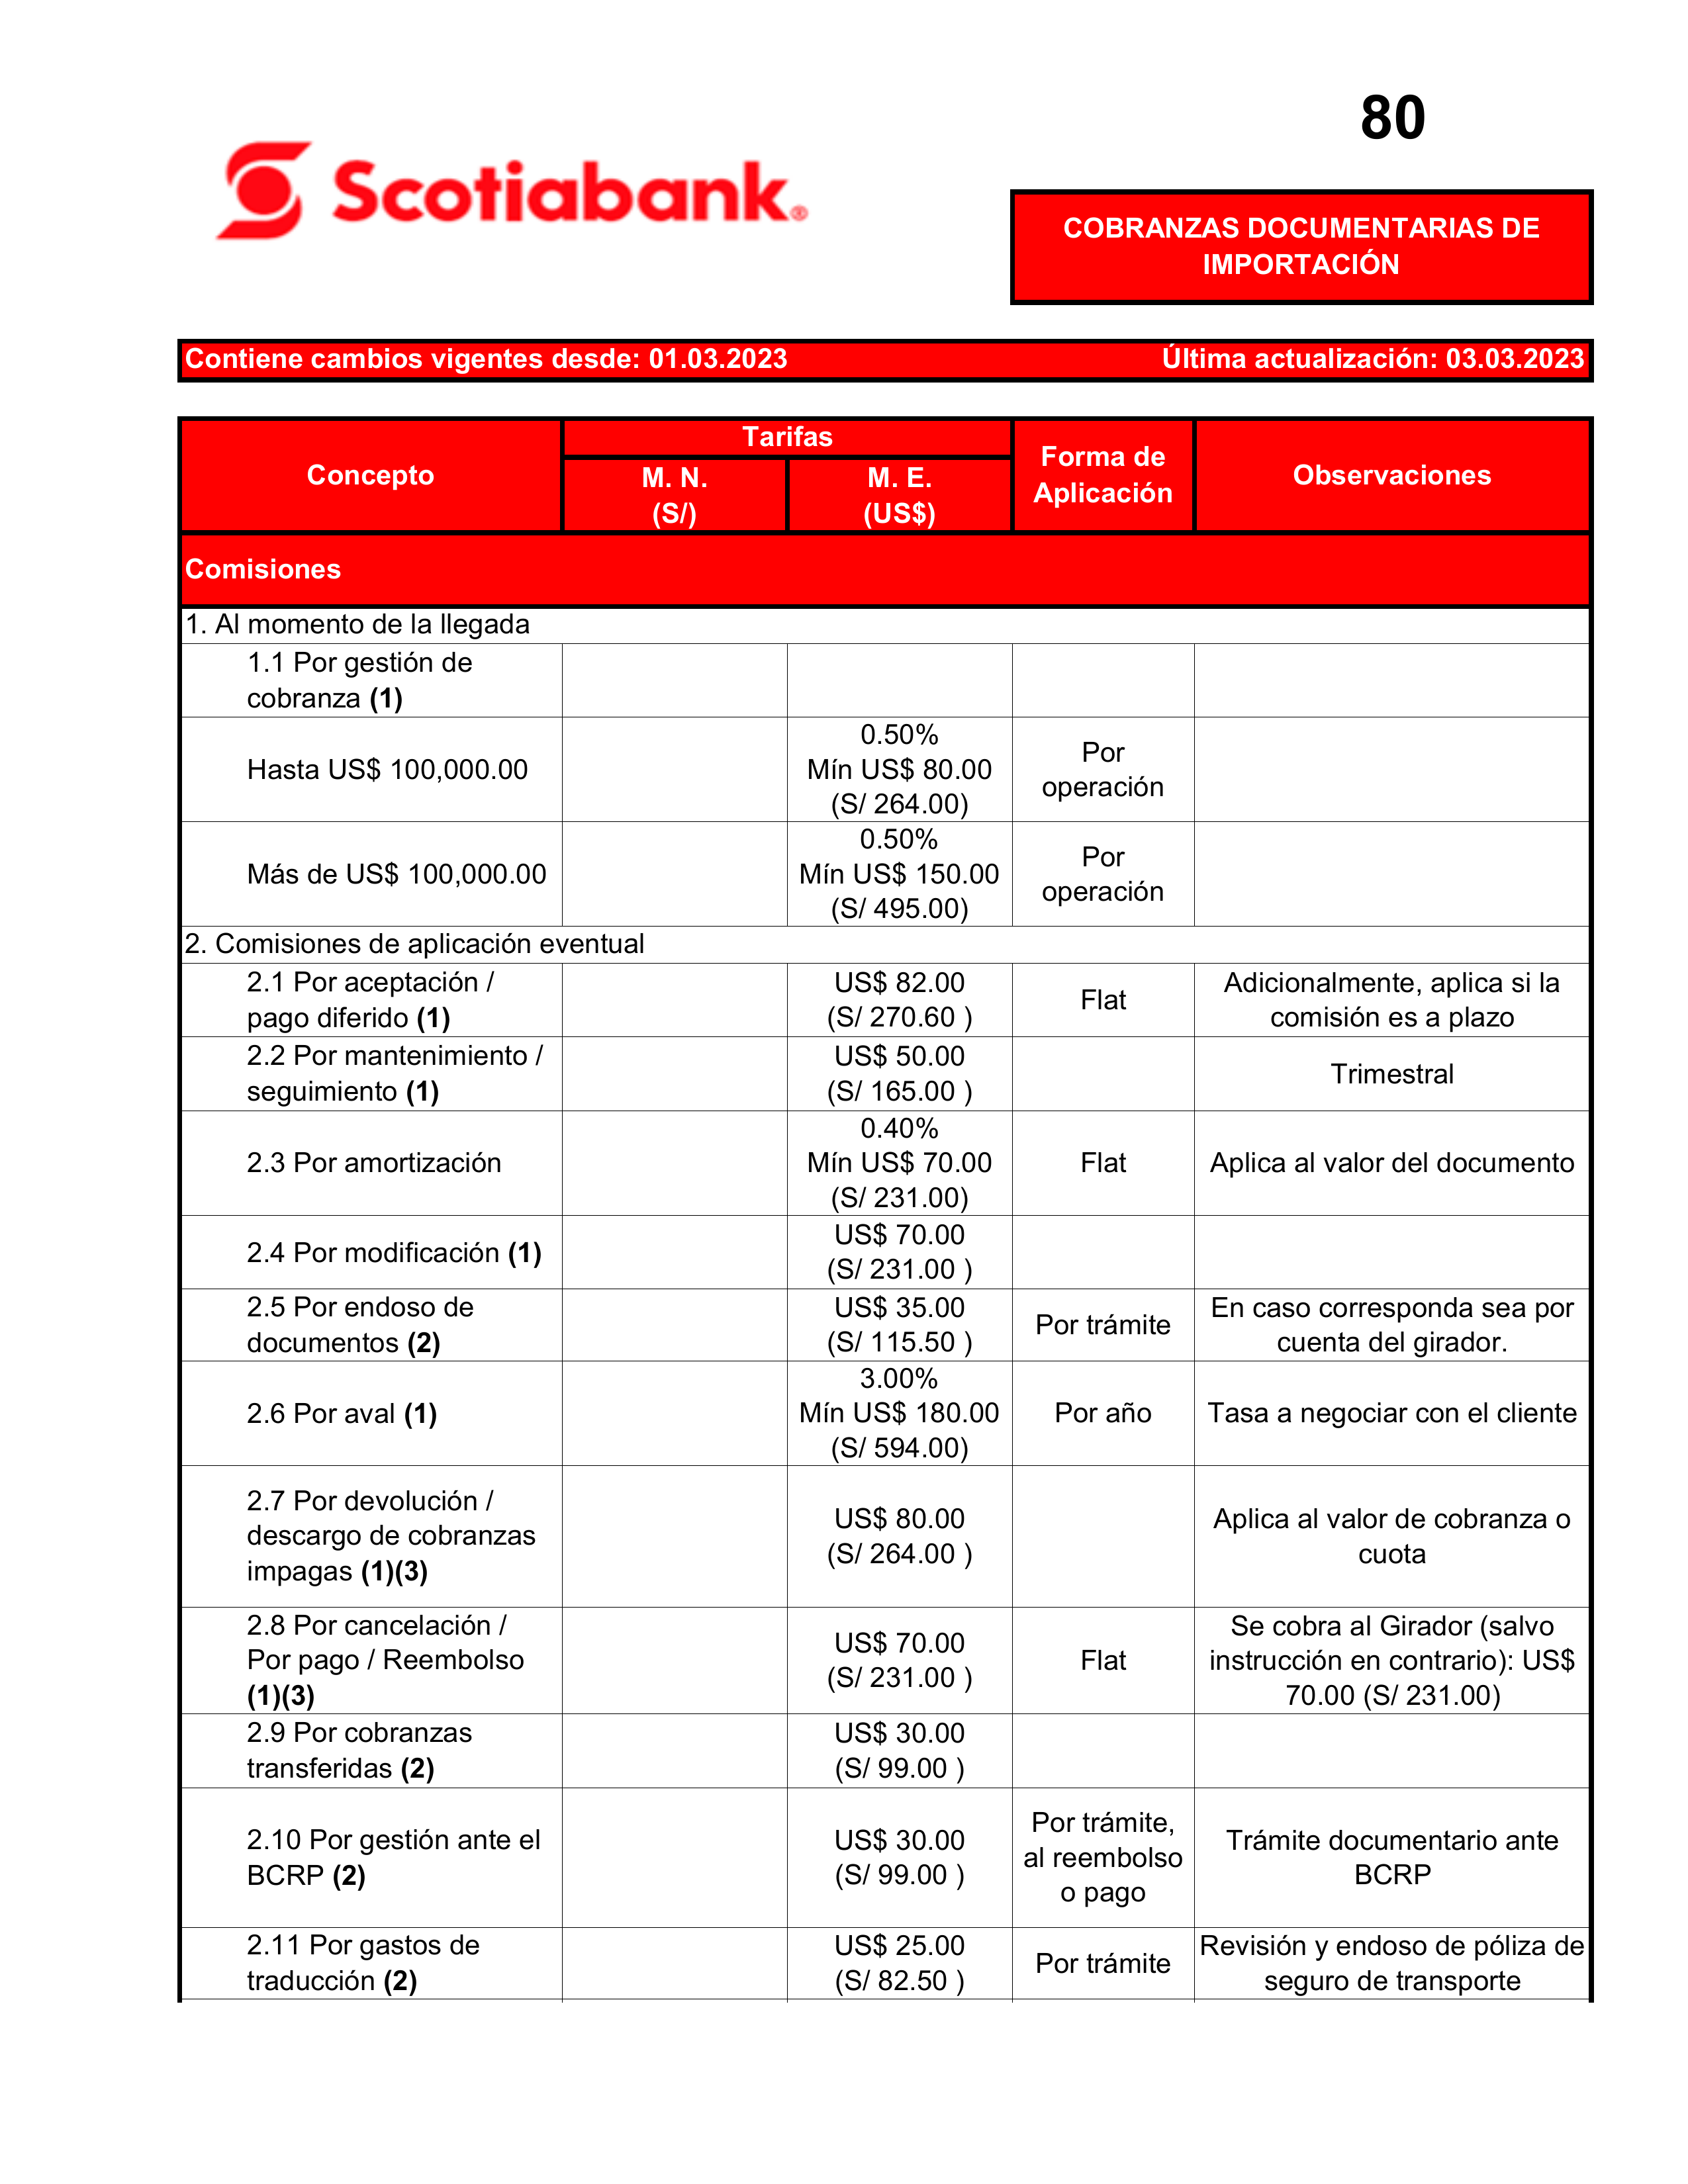 80
Scotiabank®
COBRANZAS DOCUMENTARIAS DE
IMPORTACIÓN
Contiene cambios vigentes desde: 01.03.2023 Última actualización: 03.03.2023
Concepto
Tarifas
M. N.
(S/)
M. E.
(US$)
Forma de
Aplicación
Observaciones
Comisiones
1. Al momento de la llegada
1.1 Por gestión de
cobranza (1)
Hasta US$ 100,000.00
0.50%
Mín US$ 80.00
(S/ 264.00)
Por
operación
Más de US$ 100,000.00
0.50%
Mín US$ 150.00
(S/ 495.00)
Por
operación
2. Comisiones de aplicación eventual
2.1 Por aceptación /
pago diferido (1)
US$ 82.00
(S/ 270.60 )
Flat
Adicionalmente, aplica si la
comisión es a plazo
2.2 Por mantenimiento /
seguimiento (1)
US$ 50.00
(S/ 165.00 )
Trimestral
2.3 Por amortización
0.40%
Mín US$ 70.00
(S/ 231.00)
Flat
Aplica al valor del documento
2.4 Por modificación (1)
US$ 70.00
(S/ 231.00 )
2.5 Por endoso de
documentos (2)
US$ 35.00
(S/ 115.50 )
Por trámite
En caso corresponda sea por
cuenta del girador.
2.6 Por aval (1)
3.00%
Mín US$ 180.00
(S/ 594.00)
Por año
Tasa a negociar con el cliente
2.7 Por devolución /
descargo de cobranzas
impagas (1)(3)
US$ 80.00
(S/ 264.00 )
Aplica al valor de cobranza o
cuota
2.8 Por cancelación /
Por pago / Reembolso
(1)(3)
US$ 70.00
(S/ 231.00 )
Flat
Se cobra al Girador (salvo
instrucción en contrario): US$
70.00 (S/ 231.00)
2.9 Por cobranzas
transferidas (2)
US$ 30.00
(S/ 99.00 )
2.10 Por gestión ante el
BCRP (2)
US$ 30.00
(S/ 99.00 )
Por trámite,
al reembolso
o pago
Trámite documentario ante
BCRP
2.11 Por gastos de
traducción (2)
US$ 25.00
(S/ 82.50 )
Por trámite
Revisión y endoso de póliza de
seguro de transporte